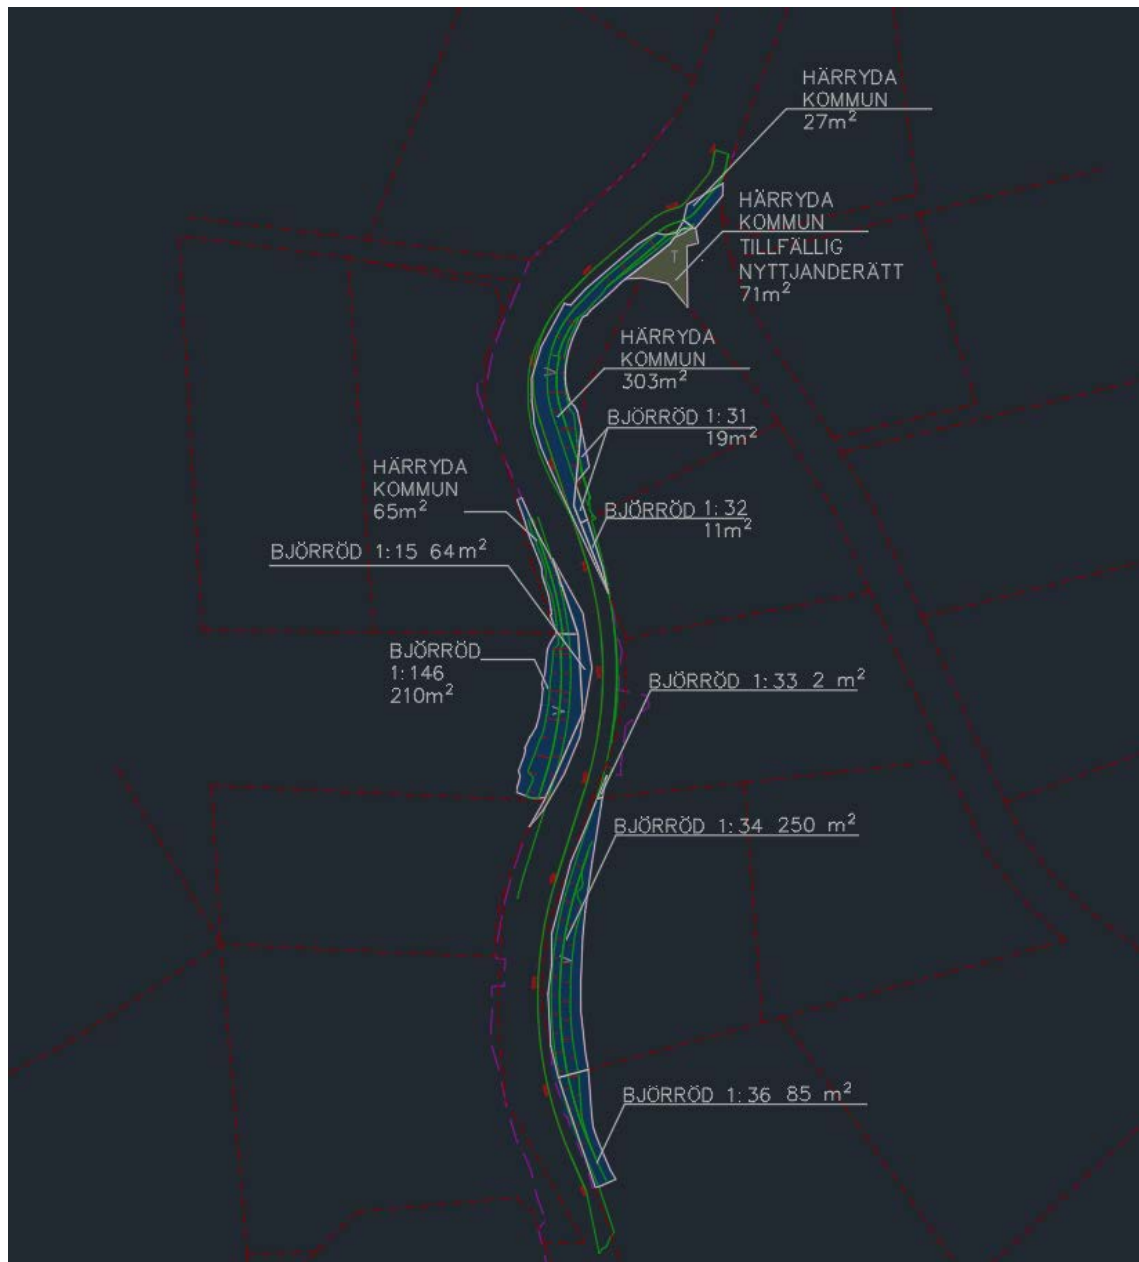 HÄRRYDA
KOMMUN
27m²
HÄRRYDA
KOMMUN
TILLFÄLLIG
NYTTJANDERÄTT
71m²
T
HÄRRYDA
KOMMUN
303m²
V
BJÖRRÖD 1:31
19m²
HÄRRYDA
KOMMUN
65m²
BJÖRRÖD 1:32
11m²
BJÖRRÖD 1:15 64m²
BJÖRRÖD
1:146
210m²
V
BJÖRRÖD 1:33 2 m²
BJÖRRÖD 1:34 250 m²
V
BJÖRRÖD 1:36 85 m²